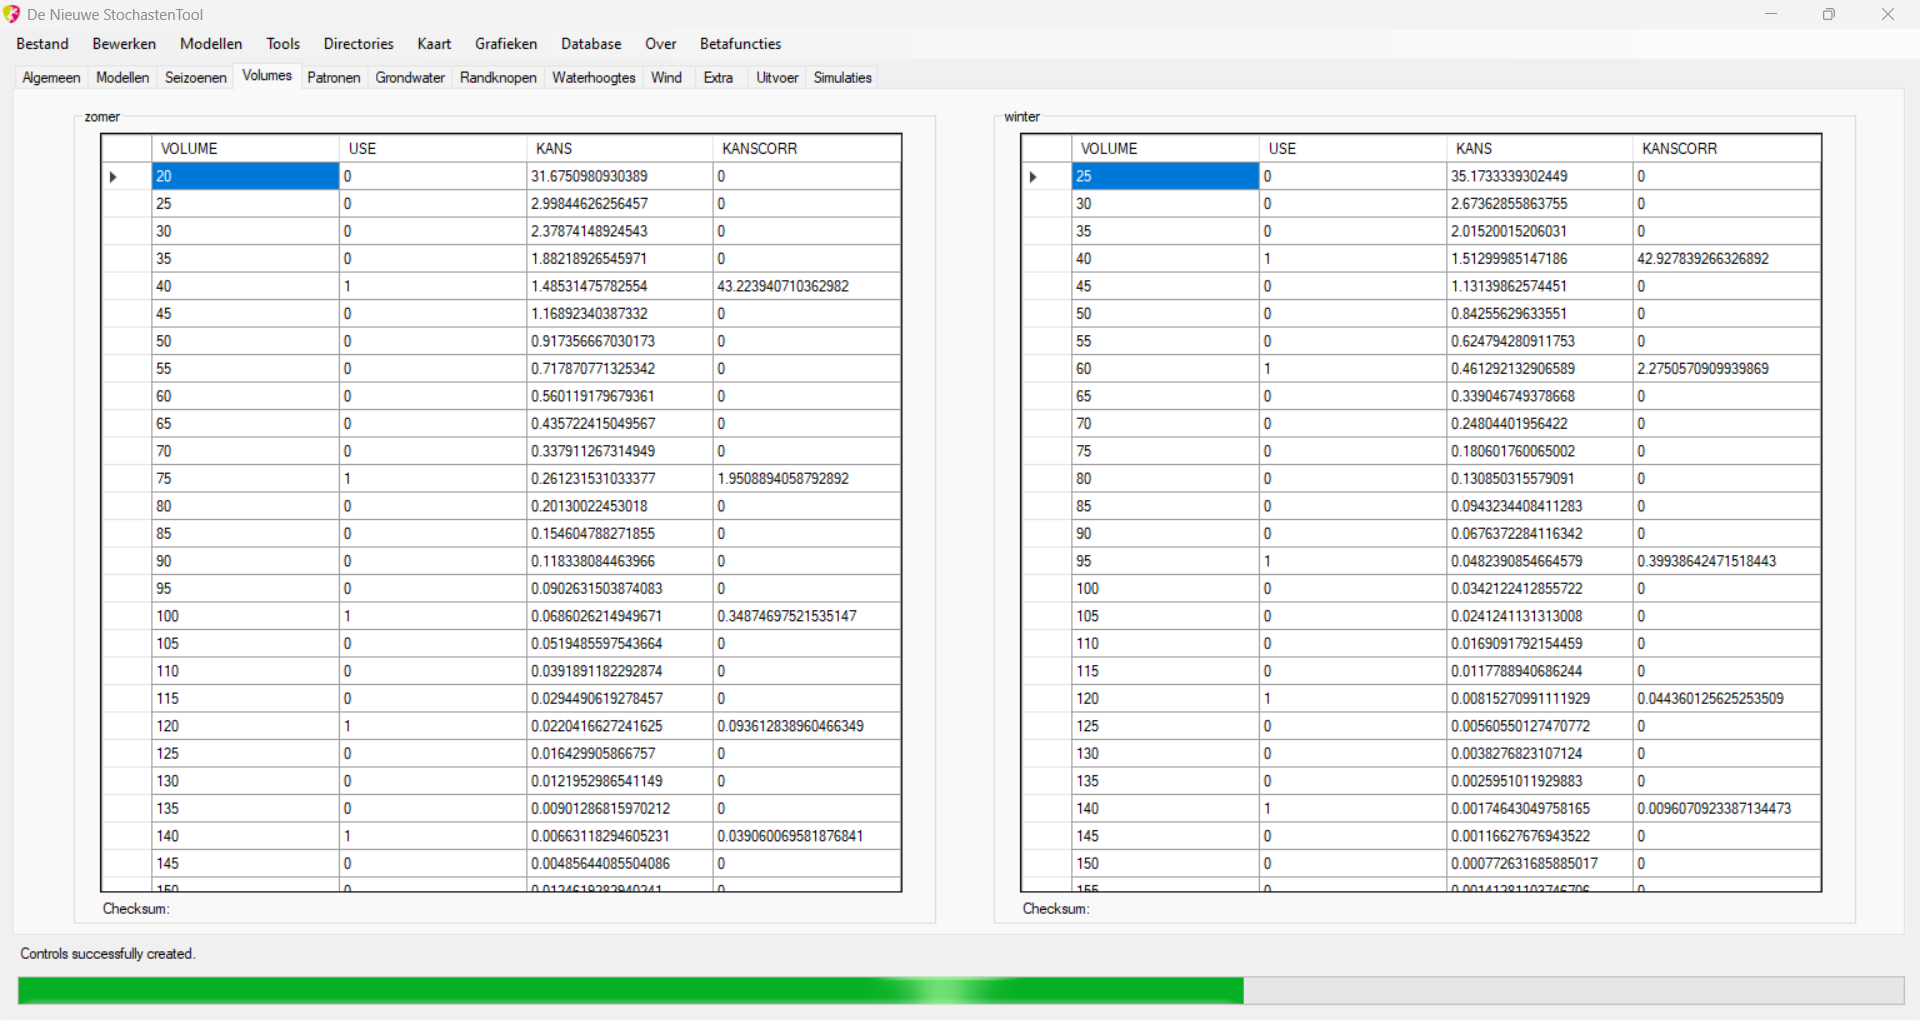 De Nieuwe StochastenTool
Bestand Bewerken Modellen Tools Directories Kaart Grafieken Database Over Betafuncties
Algemeen Modellen Seizoenen Volumes Patronen Grondwater Randknopen Waterhoogtes Wind Extra Uitvoer Simulaties
zomer
VOLUME USE KANS KANSCORR
20 0 31.6750980930389 0
25 0 2.99844626256457 0
30 0 2.37874148924543 0
35 0 1.88218926545971 0
40 1 1.48531475782554 43.223940710362982
45 0 1.16892340387332 0
50 0 0.917356667030173 0
55 0 0.717870771325342 0
60 0 0.560119179679361 0
65 0 0.435722415049567 0
70 0 0.337911267314949 0
75 1 0.261231531033377 1.9508894058792892
80 0 0.20130022453018 0
85 0 0.154604788271855 0
90 0 0.118338084463966 0
95 0 0.0902631503874083 0
100 1 0.0686026214949671 0.34874697521535147
105 0 0.0519485597543664 0
110 0 0.0391891182292874 0
115 0 0.0294490619278457 0
120 1 0.0220416627241625 0.093612838960466349
125 0 0.016429905866757 0
130 0 0.0121952986541149 0
135 0 0.00901286815970212 0
140 1 0.00663118294605231 0.039060069581876841
145 0 0.00485644085504086 0
150 0 0.0124619282940241 0
Checksum:
winter
VOLUME USE KANS KANSCORR
25 0 35.1733339302449 0
30 0 2.67362855863755 0
35 0 2.01520015206031 0
40 1 1.51299985147186 42.927839266326892
45 0 1.13139862574451 0
50 0 0.84255629633551 0
55 0 0.624794280911753 0
60 1 0.461292132906589 2.2750570909939869
65 0 0.339046749378668 0
70 0 0.24804401956422 0
75 0 0.180601760065002 0
80 0 0.130850315579091 0
85 0 0.0943234408411283 0
90 0 0.0676372284116342 0
95 1 0.0482390854664579 0.39938642471518443
100 0 0.0342122412855722 0
105 0 0.0241241131313008 0
110 0 0.0169091792154459 0
115 0 0.0117788940686244 0
120 1 0.00815270991111929 0.044360125625253509
125 0 0.00560550127470772 0
130 0 0.0038276823107124 0
135 0 0.0025951011929883 0
140 1 0.00174643049758165 0.0096070923387134473
145 0 0.00116627676943522 0
150 0 0.000772631685885017 0
155 0 0.00141281103746706 0
Checksum:
Controls successfully created.